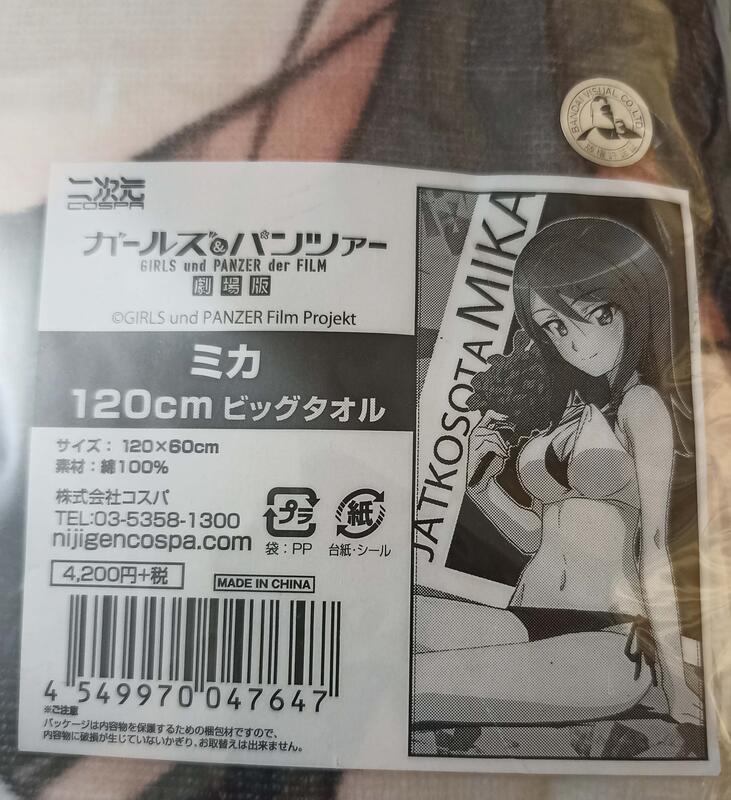 BANDAI VISUAL CO.,LTD
二次元
COSPA
ガールズ&パンツァー
GIRLS und PANZER der FILM
劇場版
©GIRLS und PANZER Film Projekt
ミカ
120cm ビッグタオル
サイズ：120×60cm
素材：綿100%
株式会社コスパ
TEL:03-5358-1300
nijigencospa.com
プラ
袋：PP
紙
台紙・シール
4,200円+税
MADE IN CHINA
4 549970 047647
※ご注意
パッケージは内容物を保護するための梱包材ですので、
内容物に破損が生じていないかぎり、お取替えは出来ません。
JATKOSOTA MIKA